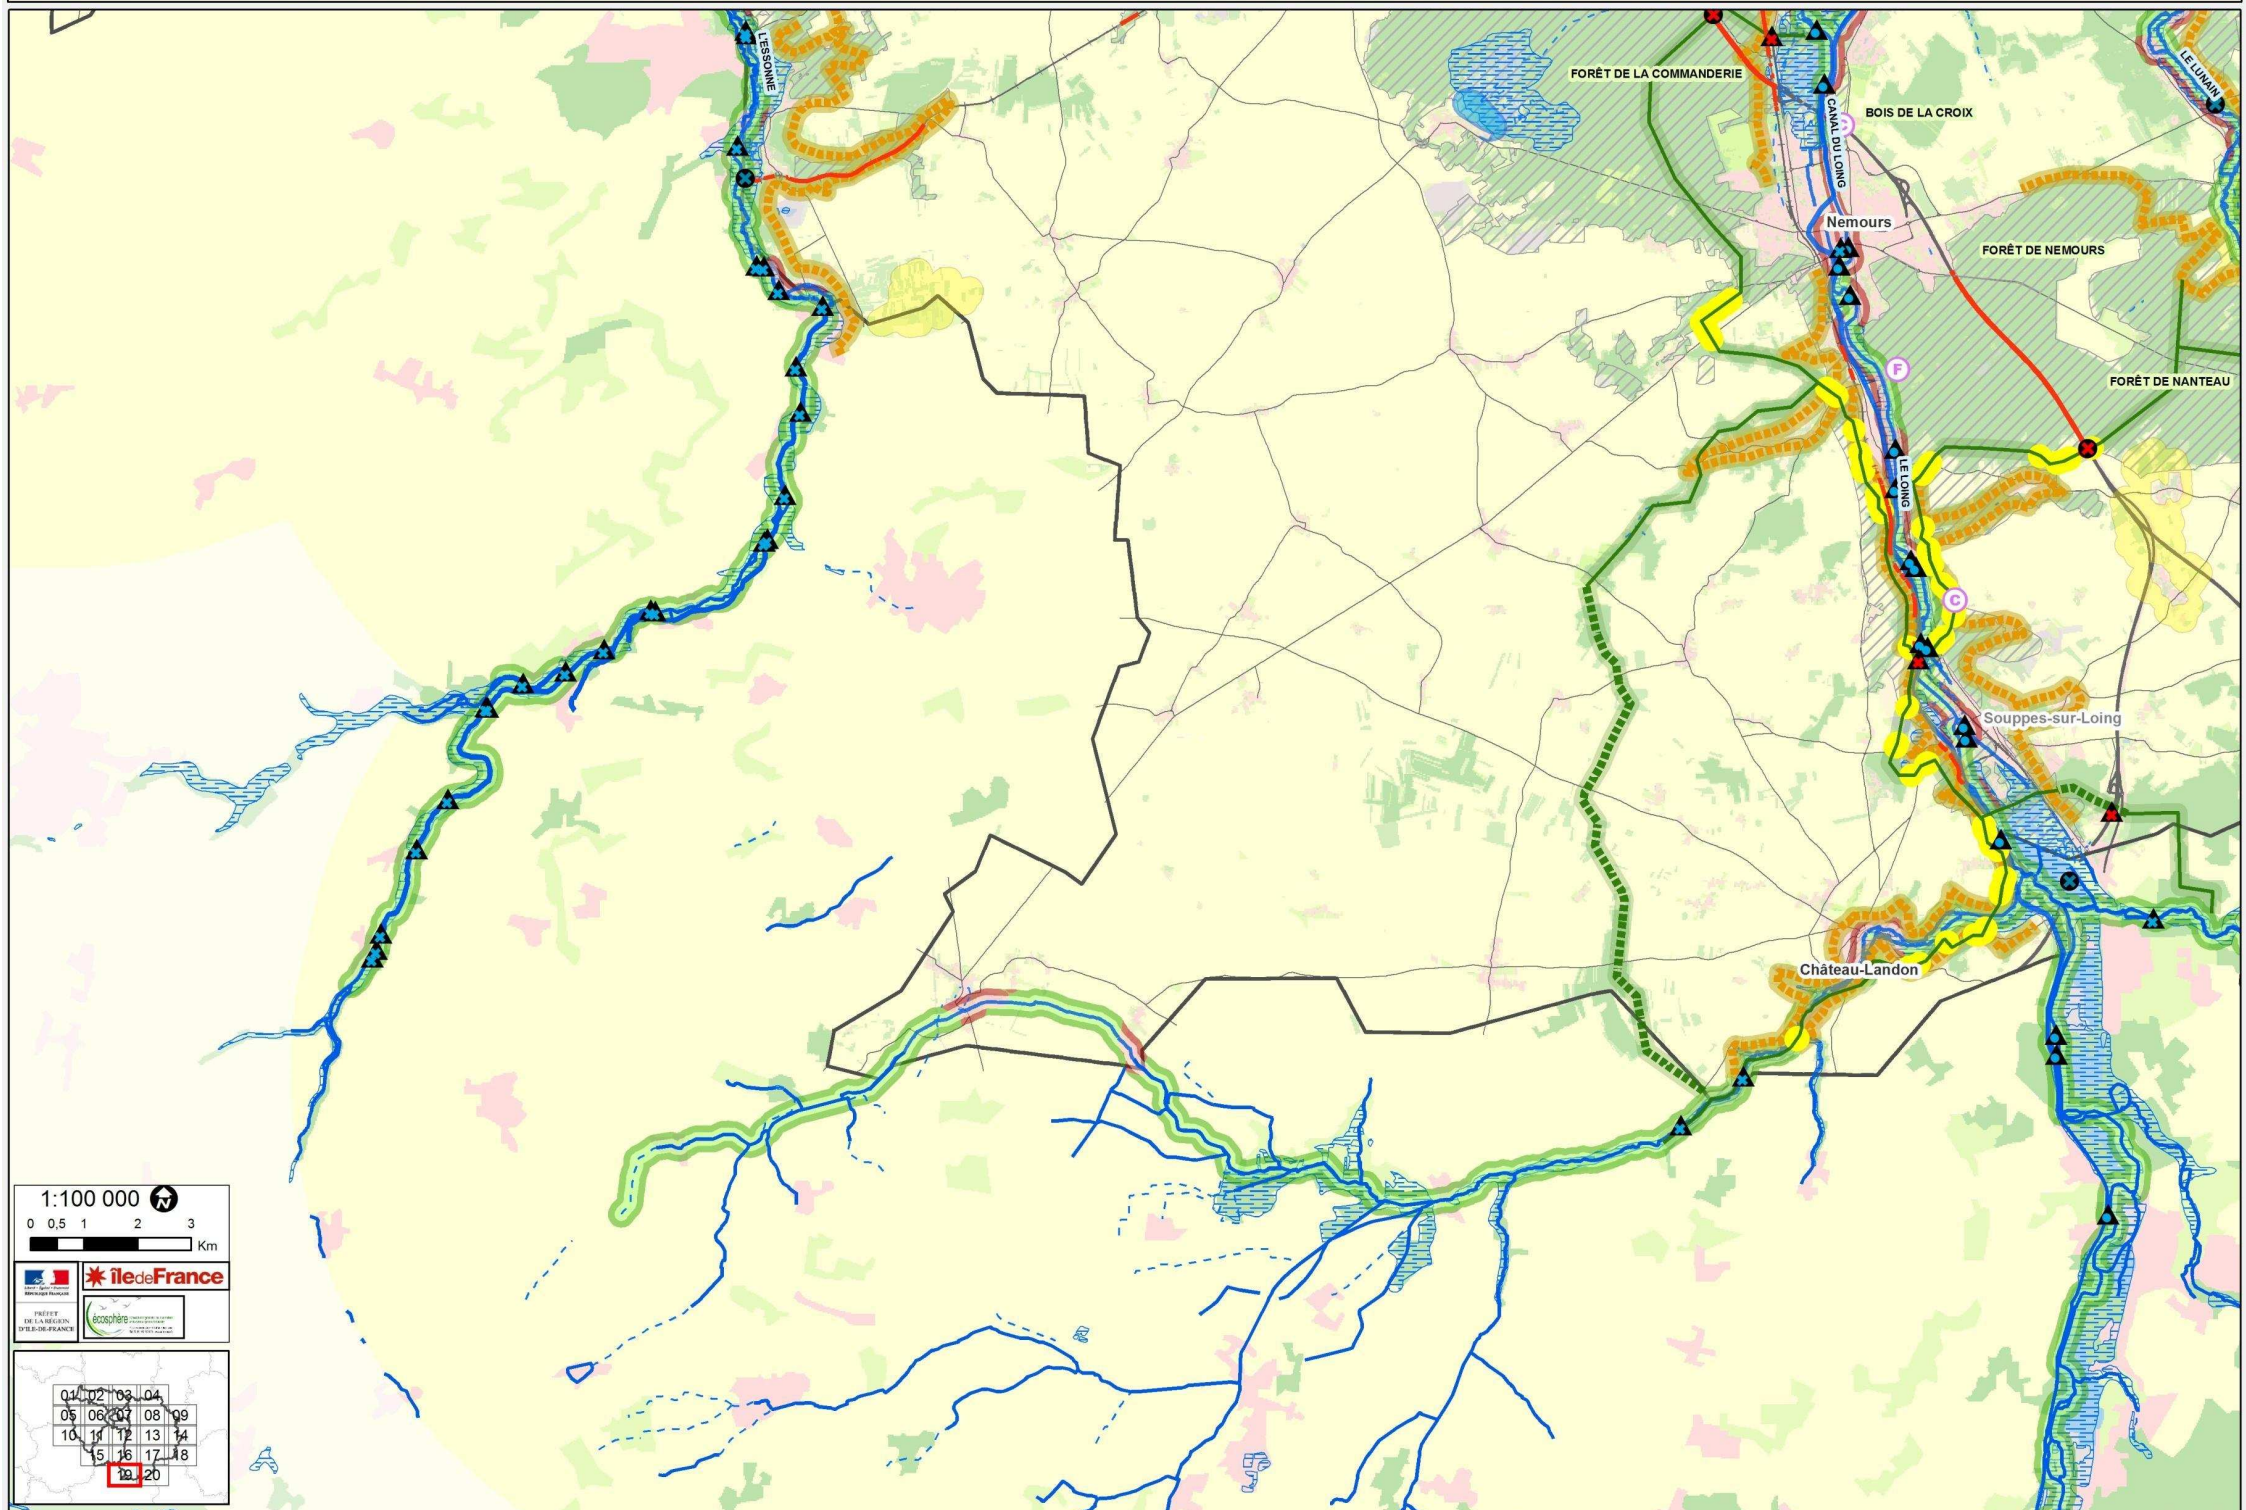 L'ESSONNE
FORÊT DE LA COMMANDERIE
CANAL DU LOING
BOIS DE LA CROIX
LE LUNAIN
Nemours
FORÊT DE NEMOURS
F
FORÊT DE NANTEAU
LE LOING
C
Souppes-sur-Loing
Château-Landon
1:100 000 N
0 0,5 1 2 3
Km
RÉPUBLIQUE FRANÇAISE
PRÉFET
DE LA RÉGION
D'ÎLE-DE-FRANCE
îledeFrance
écosphère
01 02 03 04
05 06 07 08 09
10 11 12 13 14
15 16 17 18
19 20